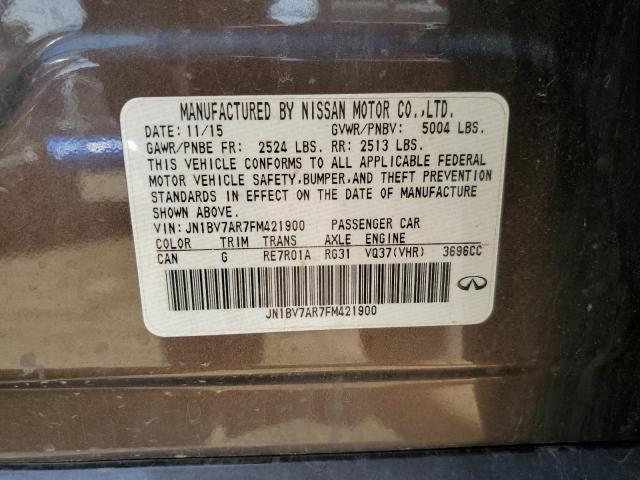 MANUFACTURED BY NISSAN MOTOR CO.,LTD.
DATE: 11/15 GVWR/PNBV: 5004 LBS.
GAWR/PNBE FR: 2524 LBS. RR: 2513 LBS.
THIS VEHICLE CONFORMS TO ALL APPLICABLE FEDERAL
MOTOR VEHICLE SAFETY,BUMPER,AND THEFT PREVENTION
STANDARDS IN EFFECT ON THE DATE OF MANUFACTURE
SHOWN ABOVE.
VIN:JN1BV7AR7FM421900 PASSENGER CAR
COLOR TRIM TRANS AXLE ENGINE
CAN G RE7R01A RG31 VQ37(VHR) 3696CC
JN1BV7AR7FM421900